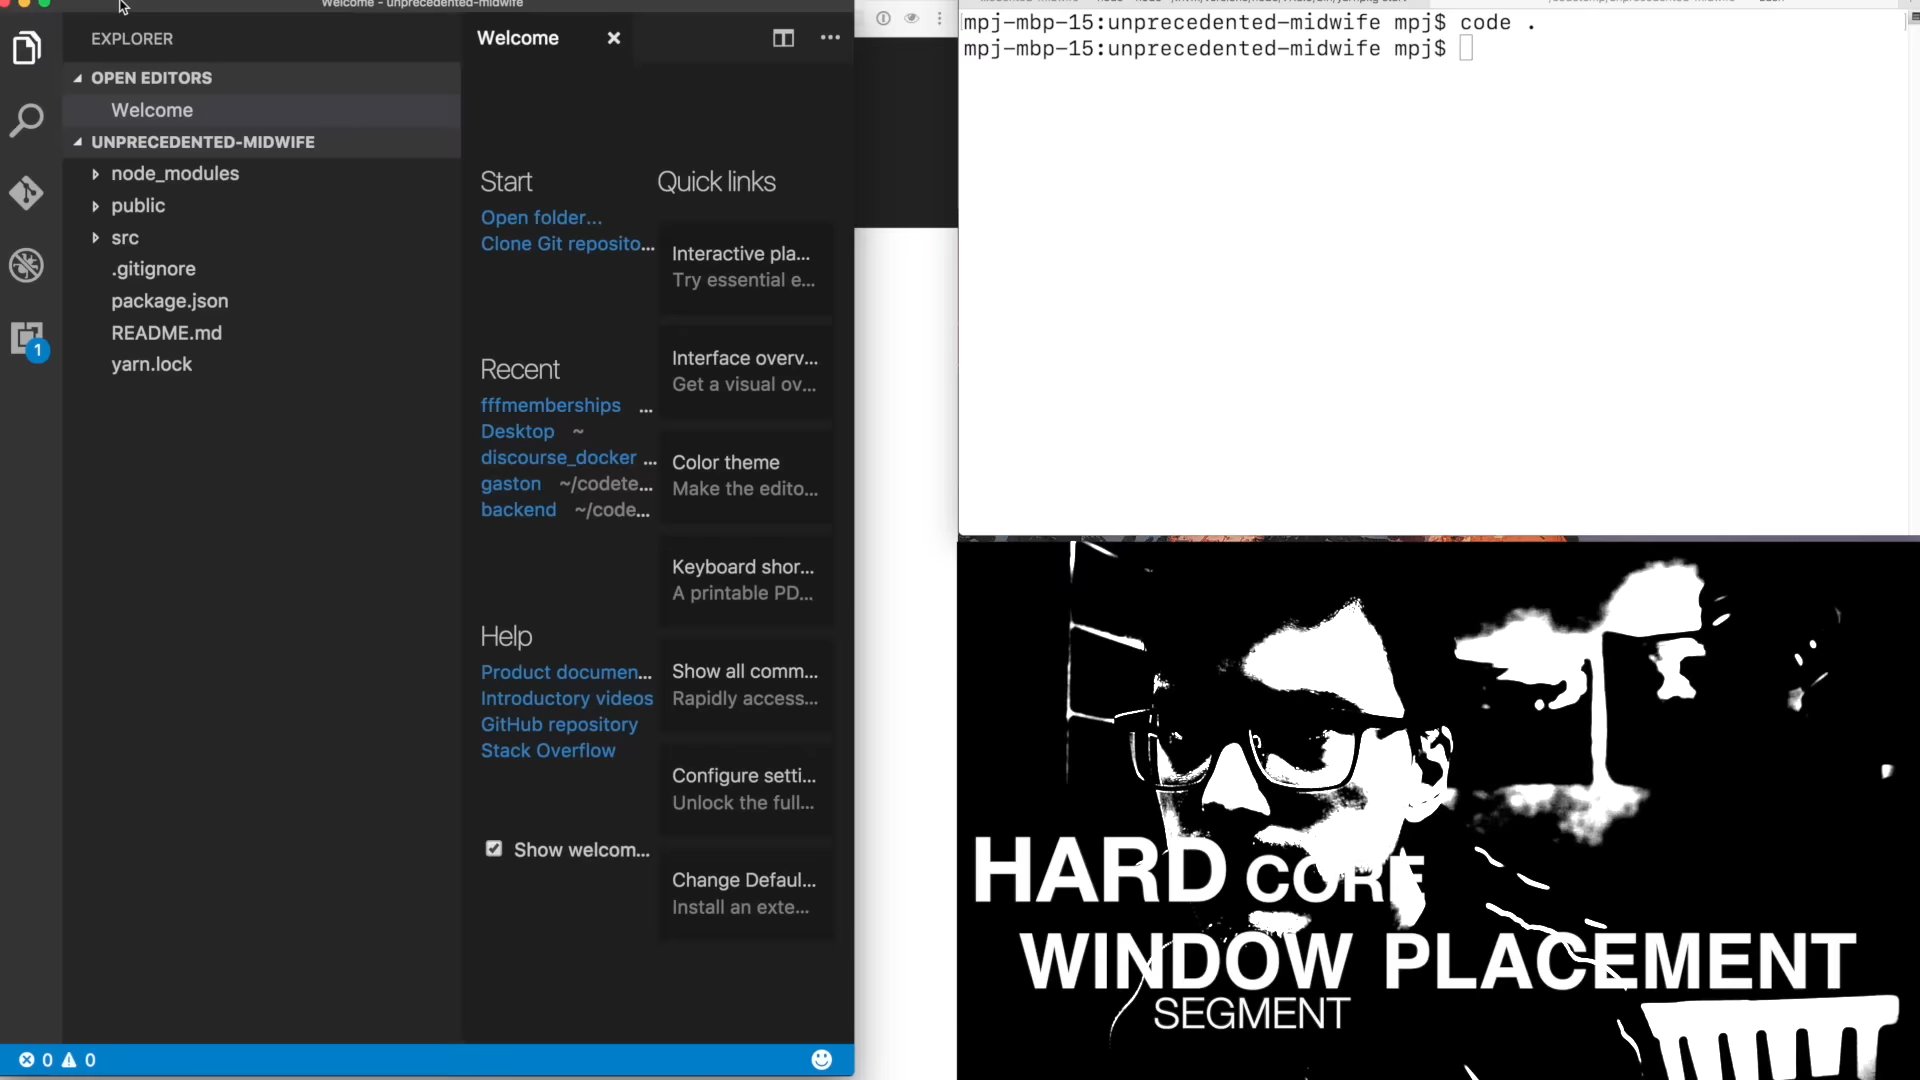 Welcome - unprecedented-midwife
EXPLORER
OPEN EDITORS
Welcome
UNPRECEDENTED-MIDWIFE
node_modules
public
src
.gitignore
package.json
README.md
yarn.lock
1
0 0
Welcome
Start
Open folder...
Clone Git reposito...
Recent
fffmemberships ...
Desktop ~
discourse_docker ...
gaston ~/codete...
backend ~/code...
Help
Product documen...
Introductory videos
GitHub repository
Stack Overflow
Show welcom...
Quick links
Interactive pla...
Try essential e...
Interface overv...
Get a visual ov...
Color theme
Make the edito...
Keyboard shor...
A printable PD...
Show all comm...
Rapidly access...
Configure setti...
Unlock the full...
Change Defaul...
Install an exte...
mpj-mbp-15:unprecedented-midwife mpj$ code .
mpj-mbp-15:unprecedented-midwife mpj$
HARD CORE
WINDOW PLACEMENT
SEGMENT